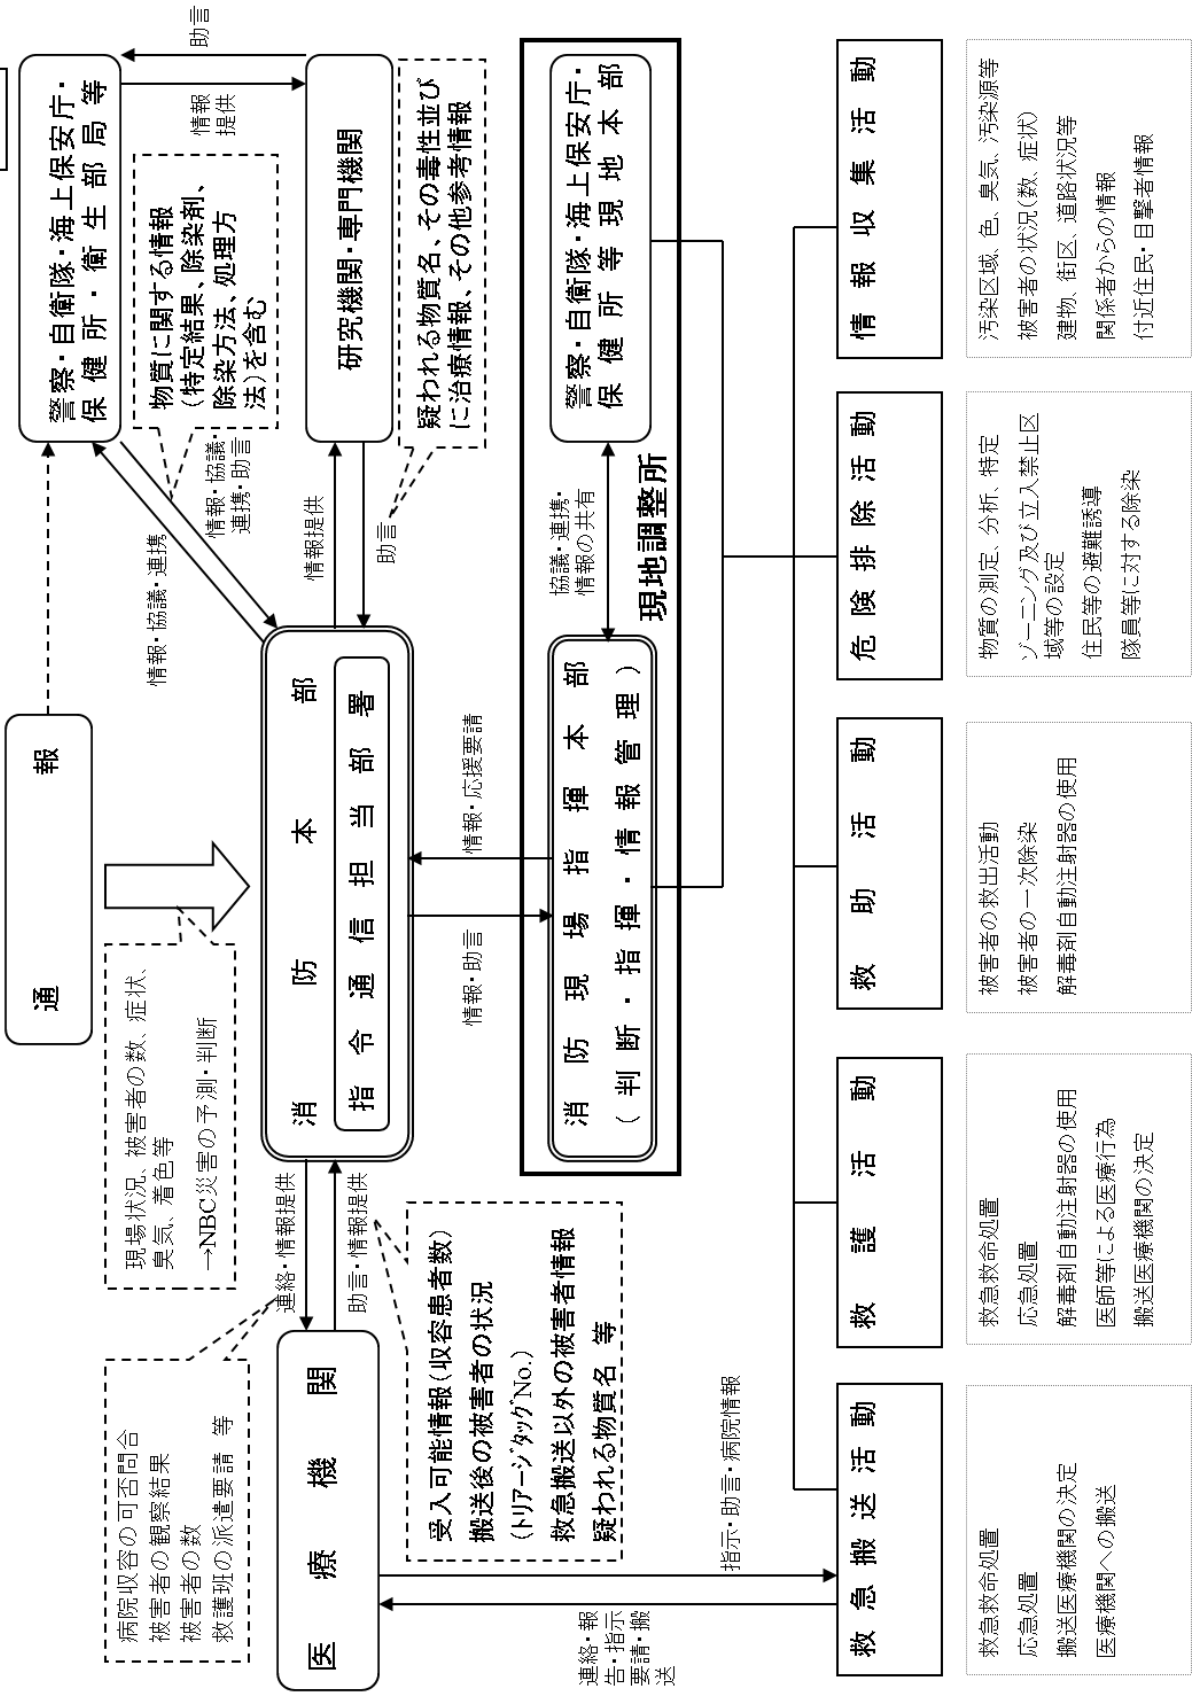 通報
現場状況、被害者の数、症状、
臭気、着色等
→NBC災害の予測・判断
警察・自衛隊・海上保安庁・
保健所・衛生部局等
助言
情報
提供
物質に関する情報
(特定結果、除染剤、
除染方法、処理方
法)を含む
情報・協議・連携
情報・協議・
連携・助言
研究機関・専門機関
疑われる物質名、その毒性並び
に治療情報、その他参考情報
情報提供
助言
消防本部
指令通信担当部署
病院収容の可否問合
被害者の観察結果
被害者の数
救護班の派遣要請 等
連絡・情報提供
助言・情報提供
医療機関
受入可能情報(収容患者数)
搬送後の被害者の状況
(トリアージタッグNo.)
救急搬送以外の被害者情報
疑われる物質名 等
情報・助言
情報・応援要請
消防現場指揮本部
(判断・指揮・情報管理)
協議・連携・
情報の共有
現地調整所
警察・自衛隊・海上保安庁・
保健所等現地本部
連絡・報
告・指示
要請・搬
送
指示・助言・病院情報
救急搬送活動
救急救命処置
応急処置
搬送医療機関の決定
医療機関への搬送
救護活動
救急救命処置
応急処置
解毒剤自動注射器の使用
医師等による医療行為
搬送医療機関の決定
救助活動
被害者の救出活動
被害者の一次除染
解毒剤自動注射器の使用
危険排除活動
物質の測定、分析、特定
ゾーニング及び立入禁止区
域等の設定
住民等の避難誘導
隊員等に対する除染
情報収集活動
汚染区域、色、臭気、汚染源等
被害者の状況(数、症状)
建物、街区、道路状況等
関係者からの情報
付近住民・目撃者情報